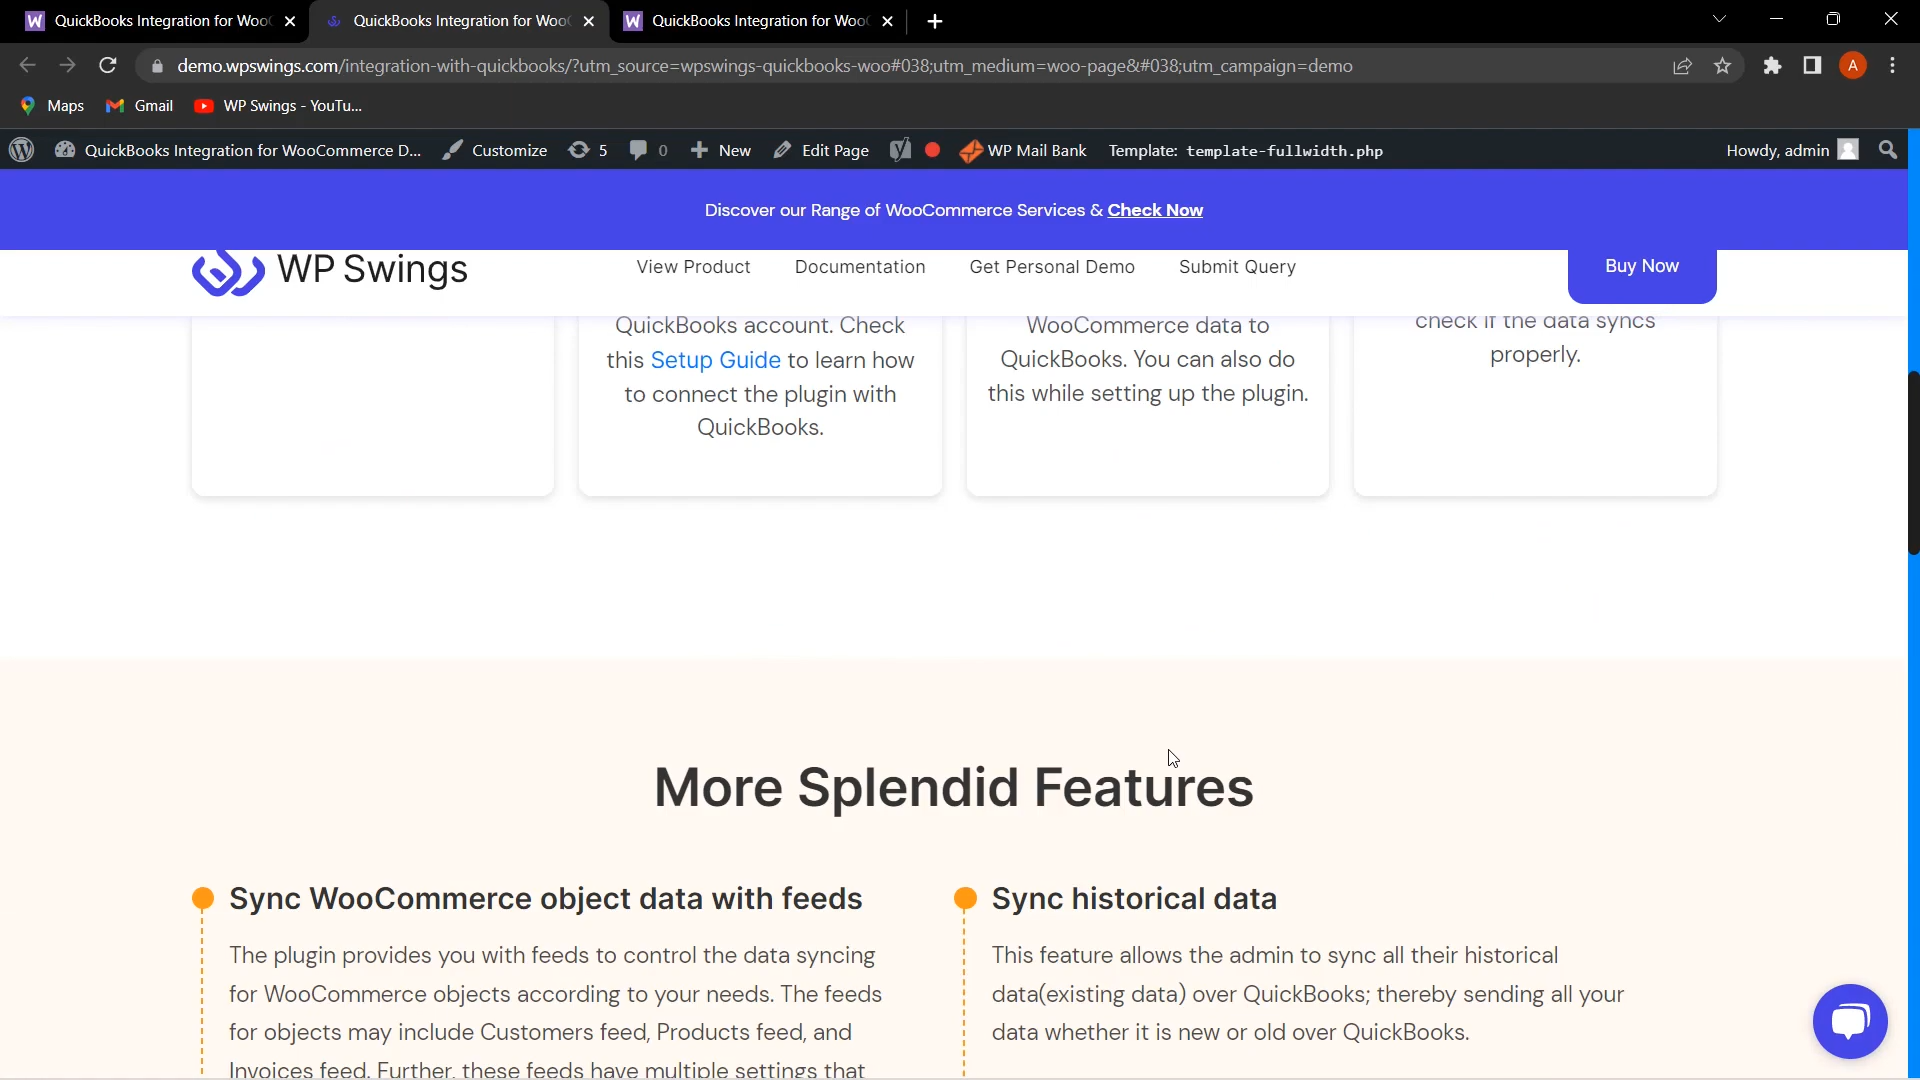 QuickBooks Integration for Woo
QuickBooks Integration for Woo
QuickBooks Integration for Woo
demo.wpswings.com/integration-with-quickbooks/?utm_source=wpswings-quickbooks-woo#038;utm_medium=woo-page&#038;utm_campaign=demo
A
Maps
Gmail
WP Swings - YouTu...
QuickBooks Integration for WooCommerce D...
Customize
5
0
New
Edit Page
WP Mail Bank
Template: template-fullwidth.php
Howdy, admin
Discover our Range of WooCommerce Services & Check Now
WP Swings
View Product
Documentation
Get Personal Demo
Submit Query
Buy Now
QuickBooks account. Check
this Setup Guide to learn how
to connect the plugin with
QuickBooks.
WooCommerce data to
QuickBooks. You can also do
this while setting up the plugin.
check if the data syncs
properly.
More Splendid Features
Sync WooCommerce object data with feeds
The plugin provides you with feeds to control the data syncing
for WooCommerce objects according to your needs. The feeds
for objects may include Customers feed, Products feed, and
Invoices feed. Further, these feeds have multiple settings that
Sync historical data
This feature allows the admin to sync all their historical
data(existing data) over QuickBooks; thereby sending all your
data whether it is new or old over QuickBooks.